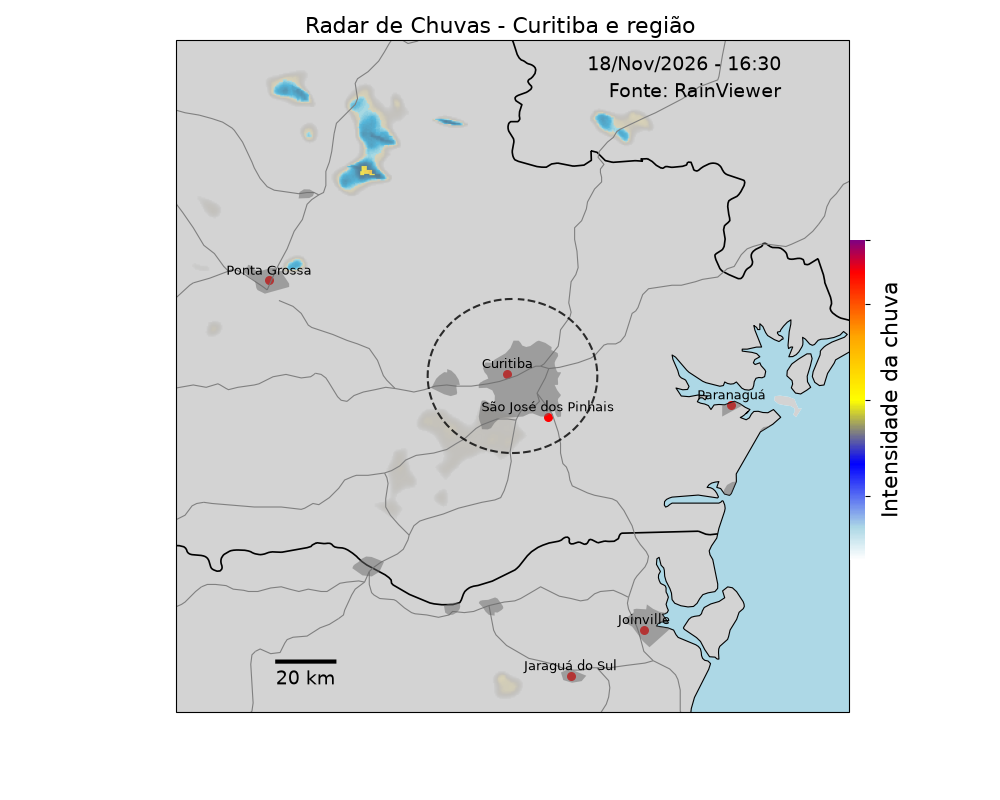 Radar de Chuvas - Curitiba e região
18/Nov/2026 - 16:30
Fonte: RainViewer
Ponta Grossa
Curitiba
São José dos Pinhais
Paranaguá
Intensidade da chuva
Joinville
Jaraguá do Sul
20 km